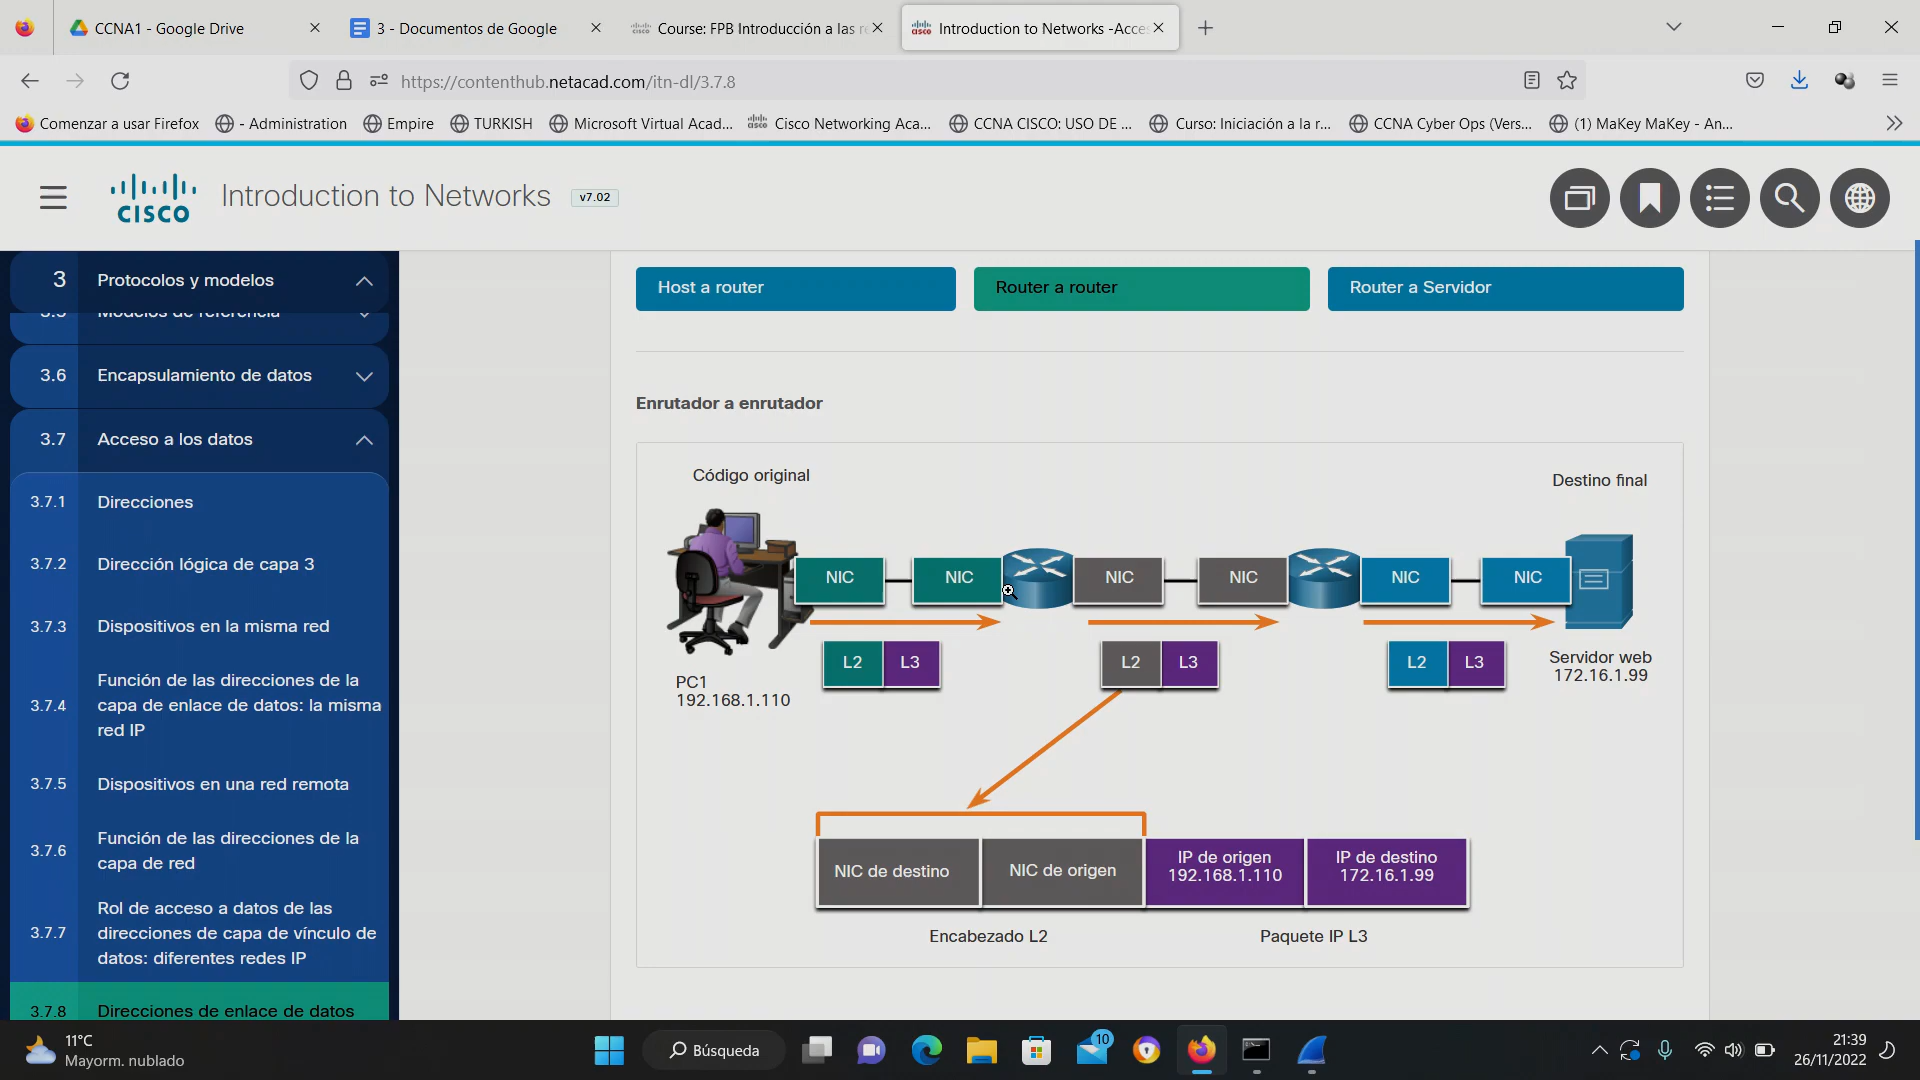 CCNA1 - Google Drive
3 - Documentos de Google
Course: FPB Introducción a las re
Introduction to Networks -Acce
https://contenthub.netacad.com/itn-dl/3.7.8
Comenzar a usar Firefox
- Administration
Empire
TURKISH
Microsoft Virtual Acad...
Cisco Networking Aca...
CCNA CISCO: USO DE ...
Curso: Iniciación a la r...
CCNA Cyber Ops (Vers...
(1) MaKey MaKey - An...
CISCO
Introduction to Networks
v7.02
3 Protocolos y modelos
3.5 Modelos de referencia
3.6 Encapsulamiento de datos
3.7 Acceso a los datos
3.7.1 Direcciones
3.7.2 Dirección lógica de capa 3
3.7.3 Dispositivos en la misma red
3.7.4 Función de las direcciones de la
capa de enlace de datos: la misma
red IP
3.7.5 Dispositivos en una red remota
3.7.6 Función de las direcciones de la
capa de red
3.7.7 Rol de acceso a datos de las
direcciones de capa de vínculo de
datos: diferentes redes IP
3.7.8 Direcciones de enlace de datos
Host a router
Router a router
Router a Servidor
Enrutador a enrutador
Código original
Destino final
NIC
NIC
NIC
NIC
NIC
NIC
L2 L3
L2 L3
L2 L3
PC1
192.168.1.110
Servidor web
172.16.1.99
NIC de destino
NIC de origen
IP de origen
192.168.1.110
IP de destino
172.16.1.99
Encabezado L2
Paquete IP L3
11°C
Mayorm. nublado
Búsqueda
10
21:39
26/11/2022